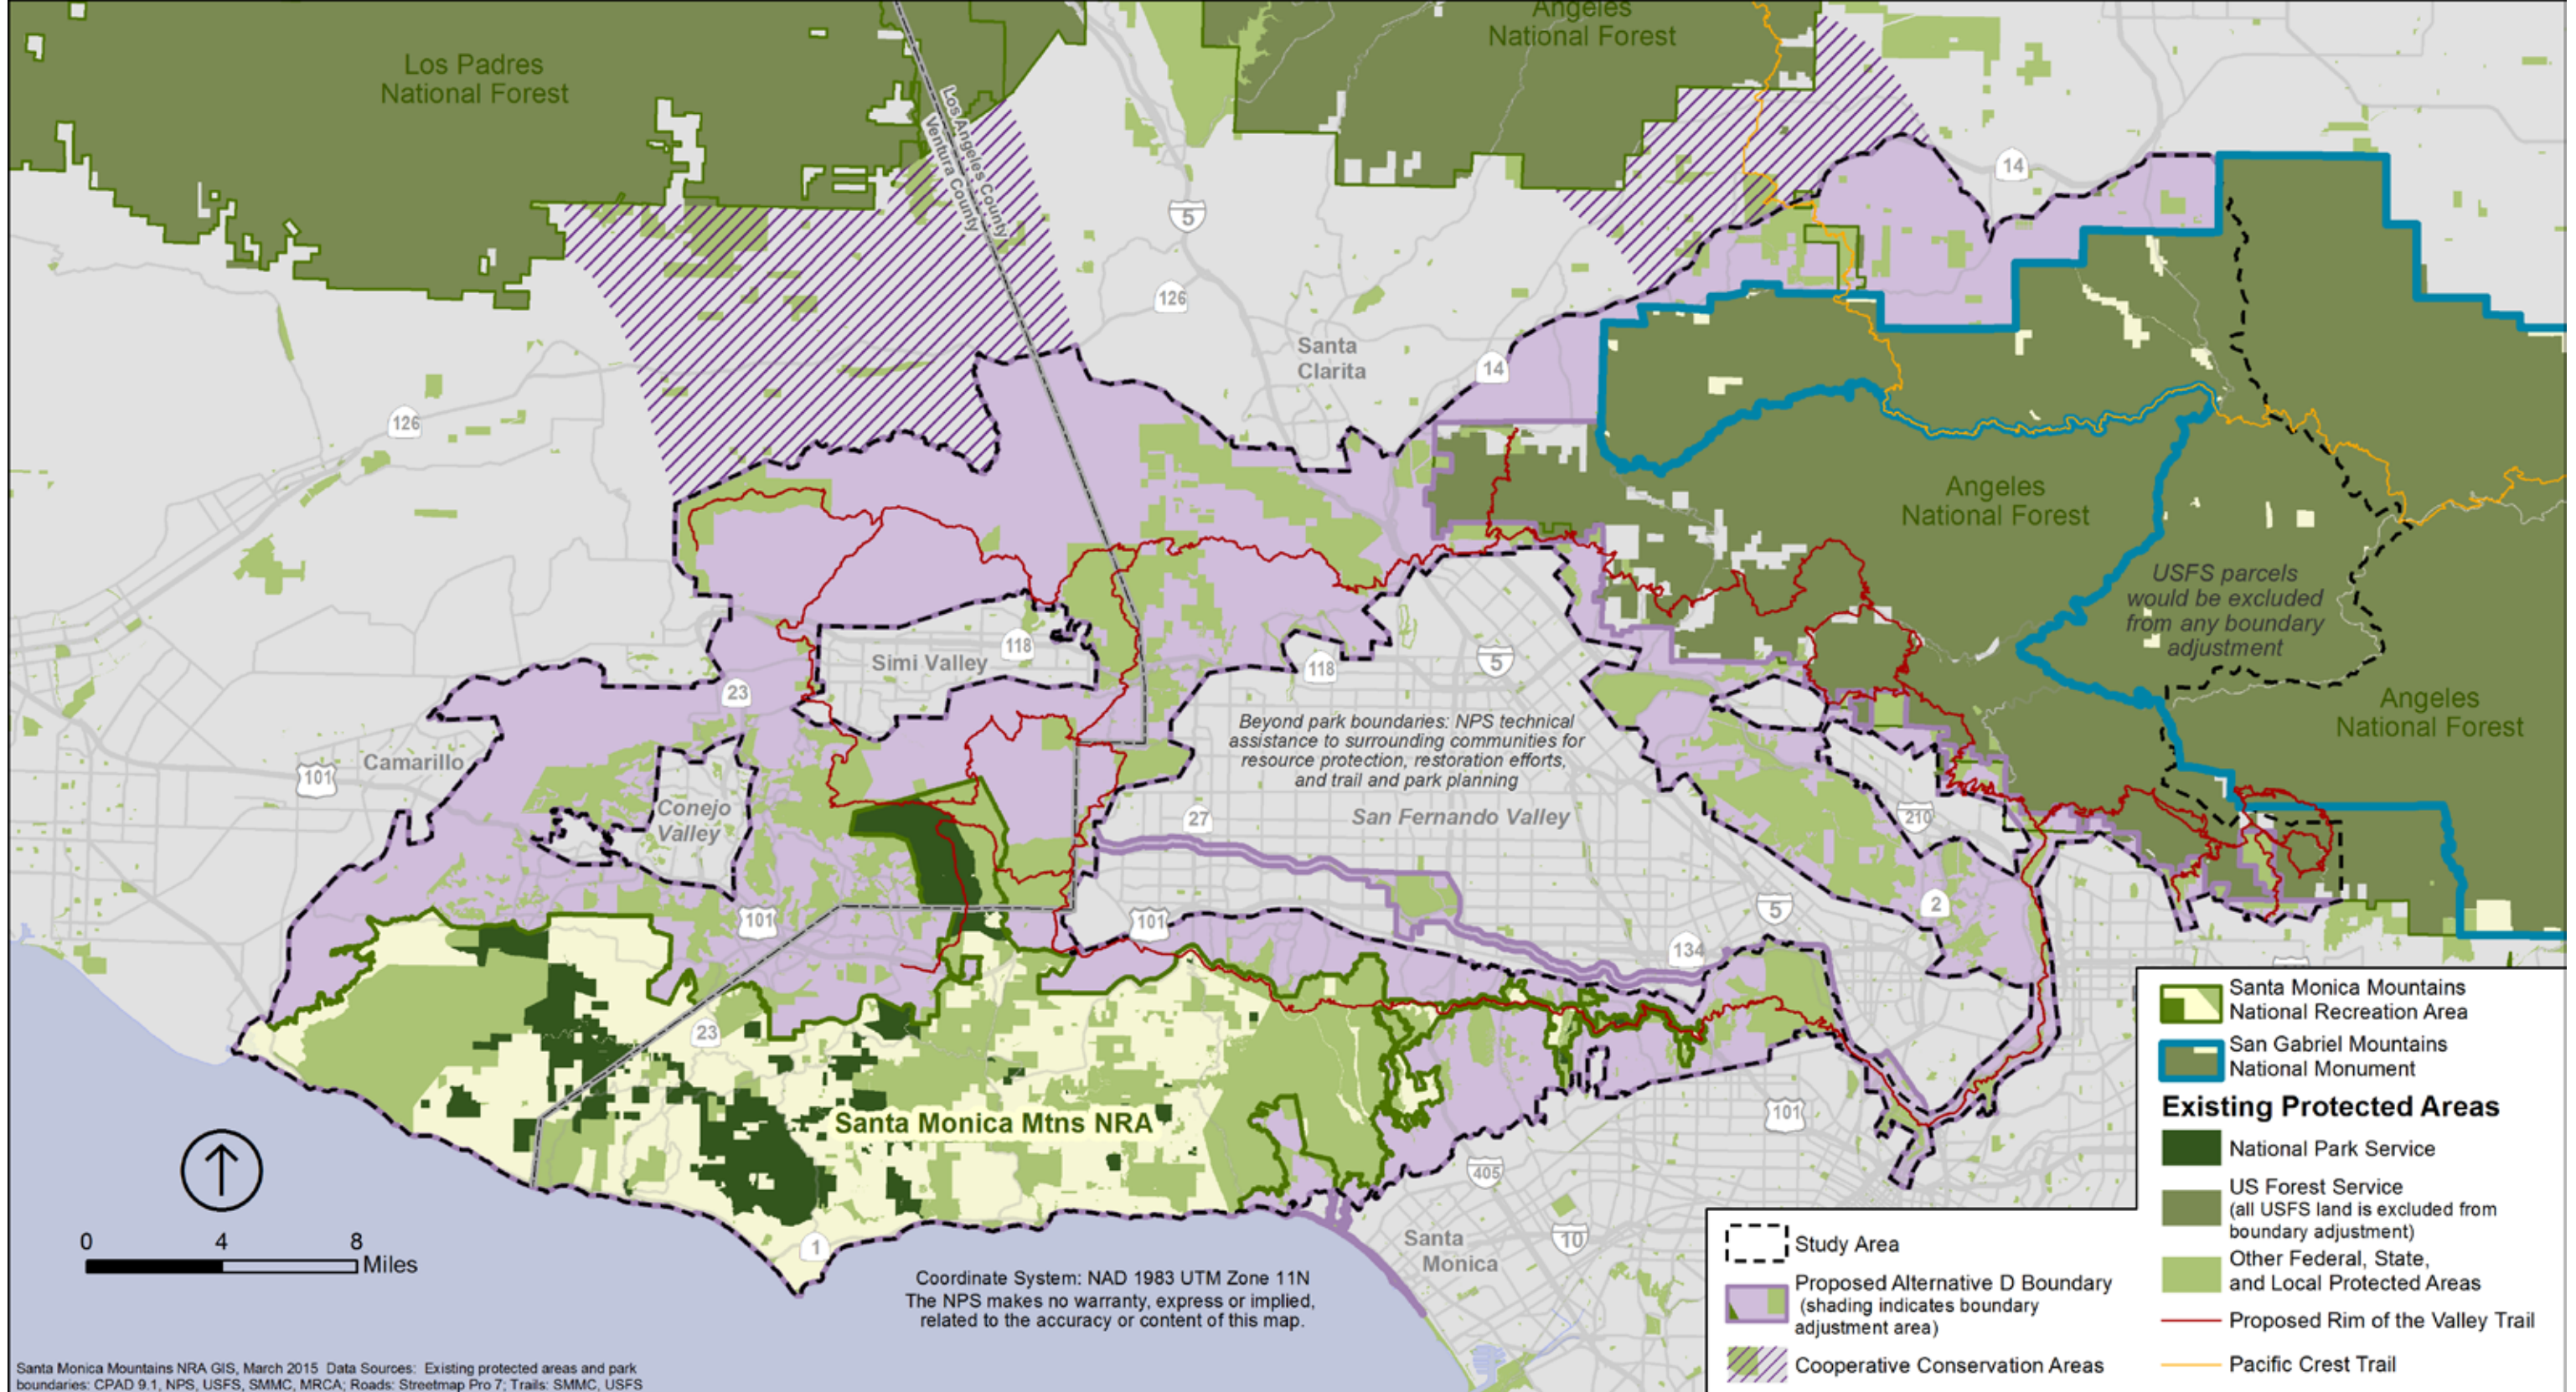 Angeles
National Forest
Los Padres
National Forest
Los Angeles County
Ventura County
14
5
126
Santa
Clarita
14
126
Angeles
National Forest
USFS parcels
would be excluded
from any boundary
adjustment
118
Simi Valley
118
5
23
Angeles
National Forest
Beyond park boundaries: NPS technical
assistance to surrounding communities for
resource protection, restoration efforts,
and trail and park planning
Camarillo
101
Conejo
Valley
27
San Fernando Valley
210
101
101
5
2
134
23
Santa Monica Mtns NRA
101
405
Santa
Monica
10
1
0 4 8
Miles
Coordinate System: NAD 1983 UTM Zone 11N
The NPS makes no warranty, express or implied,
related to the accuracy or content of this map.
Santa Monica Mountains NRA GIS, March 2015 Data Sources: Existing protected areas and park
boundaries: CPAD 9.1, NPS, USFS, SMMC, MRCA; Roads: Streetmap Pro 7; Trails: SMMC, USFS
Study Area
Proposed Alternative D Boundary
(shading indicates boundary
adjustment area)
Cooperative Conservation Areas
Santa Monica Mountains
National Recreation Area
San Gabriel Mountains
National Monument
Existing Protected Areas
National Park Service
US Forest Service
(all USFS land is excluded from
boundary adjustment)
Other Federal, State,
and Local Protected Areas
Proposed Rim of the Valley Trail
Pacific Crest Trail